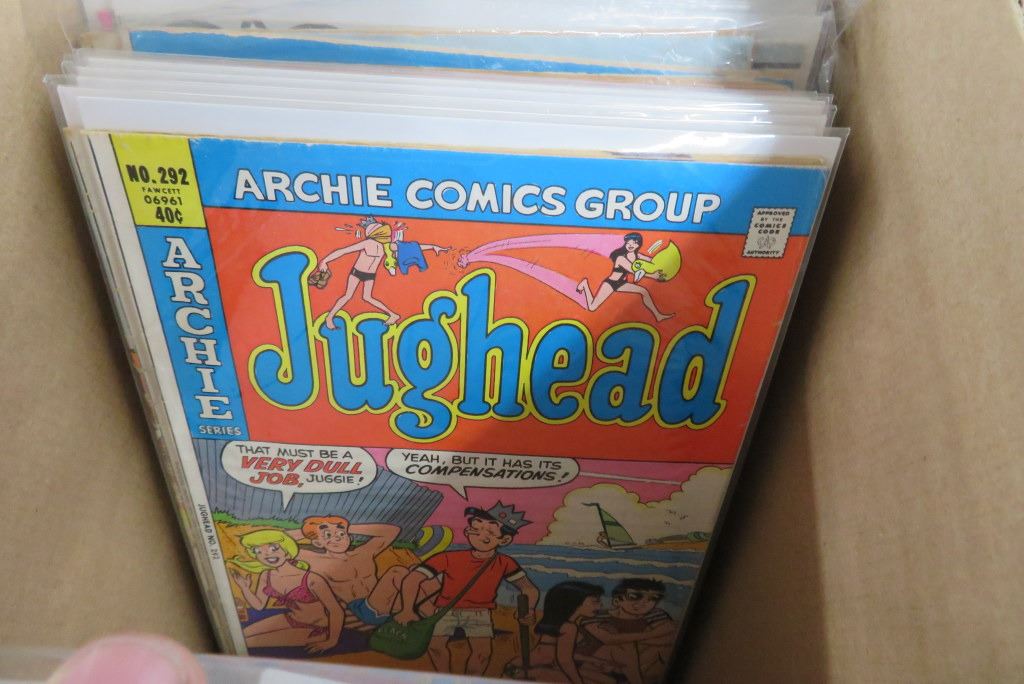 NO. 292
FAWCETT
06961
40¢
ARCHIE COMICS GROUP
APPROVED
BY THE
COMICS
CODE
AUTHORITY
ARCHIE
SERIES
Jughead
THAT MUST BE A
VERY DULL
JOB, JUGGIE!
YEAH, BUT IT HAS ITS
COMPENSATIONS!
JUGHEAD NO. 292